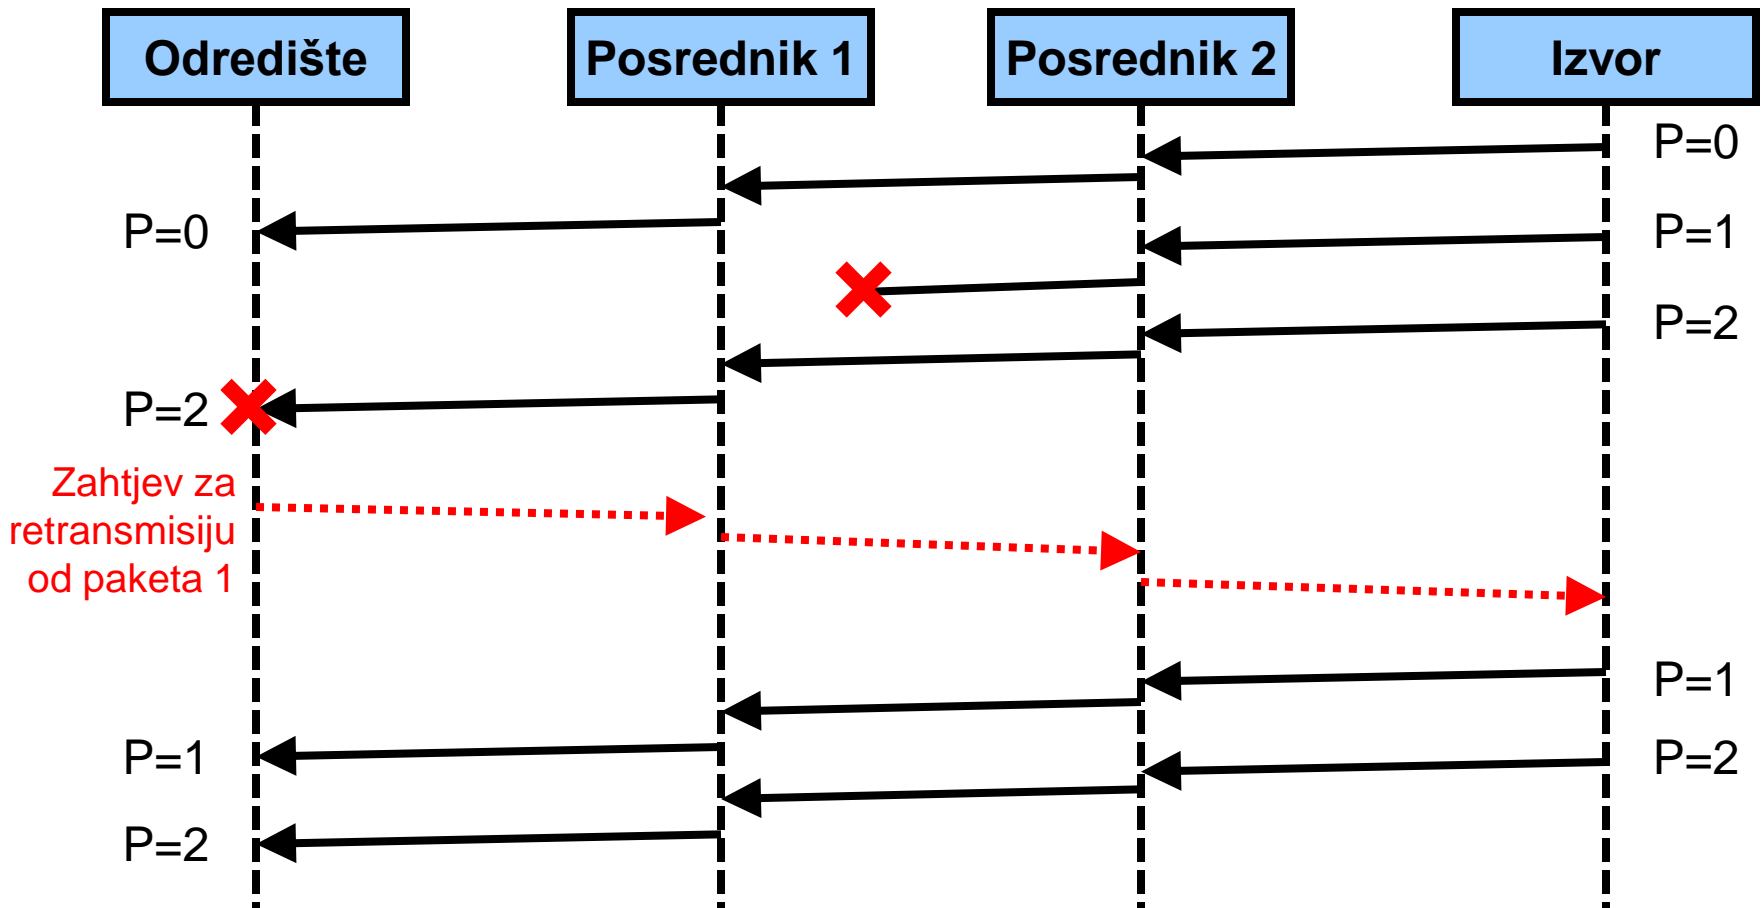 Odredište
Posrednik 1
Posrednik 2
Izvor
P=0
P=0
P=1
P=2
P=2
Zahtjev za
retransmisiju
od paketa 1
P=1
P=1
P=2
P=2